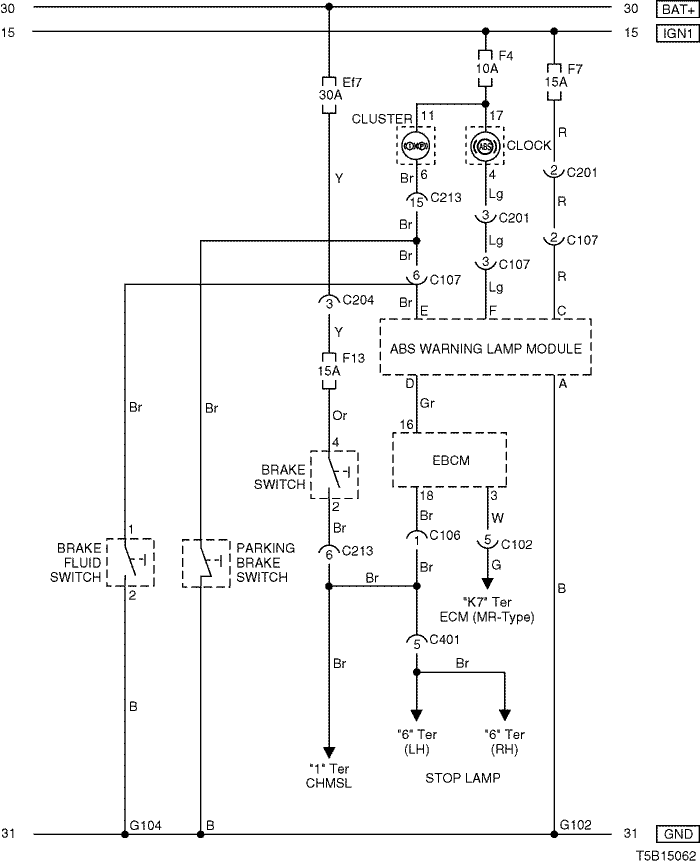 30 30 BAT+
15 15 IGN1
F4
10A
F7
15A
Ef7
30A
CLUSTER 11 17 CLOCK
ABS
R
Br 6 4
Y Lg 2 C201
15 C213
3 C201 R
Br Lg 2 C107
Br
6 C107 3 C107 R
Br Lg
3 C204 E F C
Y
ABS WARNING LAMP MODULE
F13
15A
D A
Gr
Br Br Or 16
4
BRAKE
SWITCH
EBCM
2 18 3
Br Br W
6 C213 1 C106 5 C102
Br G
1
BRAKE
FLUID
SWITCH
2
PARKING
BRAKE
SWITCH
Br
"K7" Ter
ECM (MR-Type)
B
5 C401
Br Br
B
"6" Ter
(LH)
"6" Ter
(RH)
"1" Ter
CHMSL
STOP LAMP
31 G104 B G102 31 GND
T5B15062